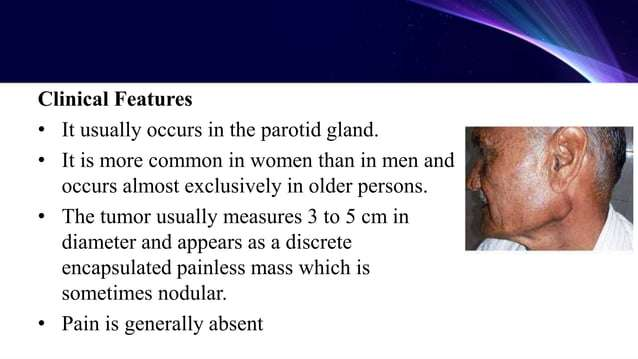 Clinical Features
• It usually occurs in the parotid gland.
• It is more common in women than in men and
occurs almost exclusively in older persons.
• The tumor usually measures 3 to 5 cm in
diameter and appears as a discrete
encapsulated painless mass which is
sometimes nodular.
• Pain is generally absent